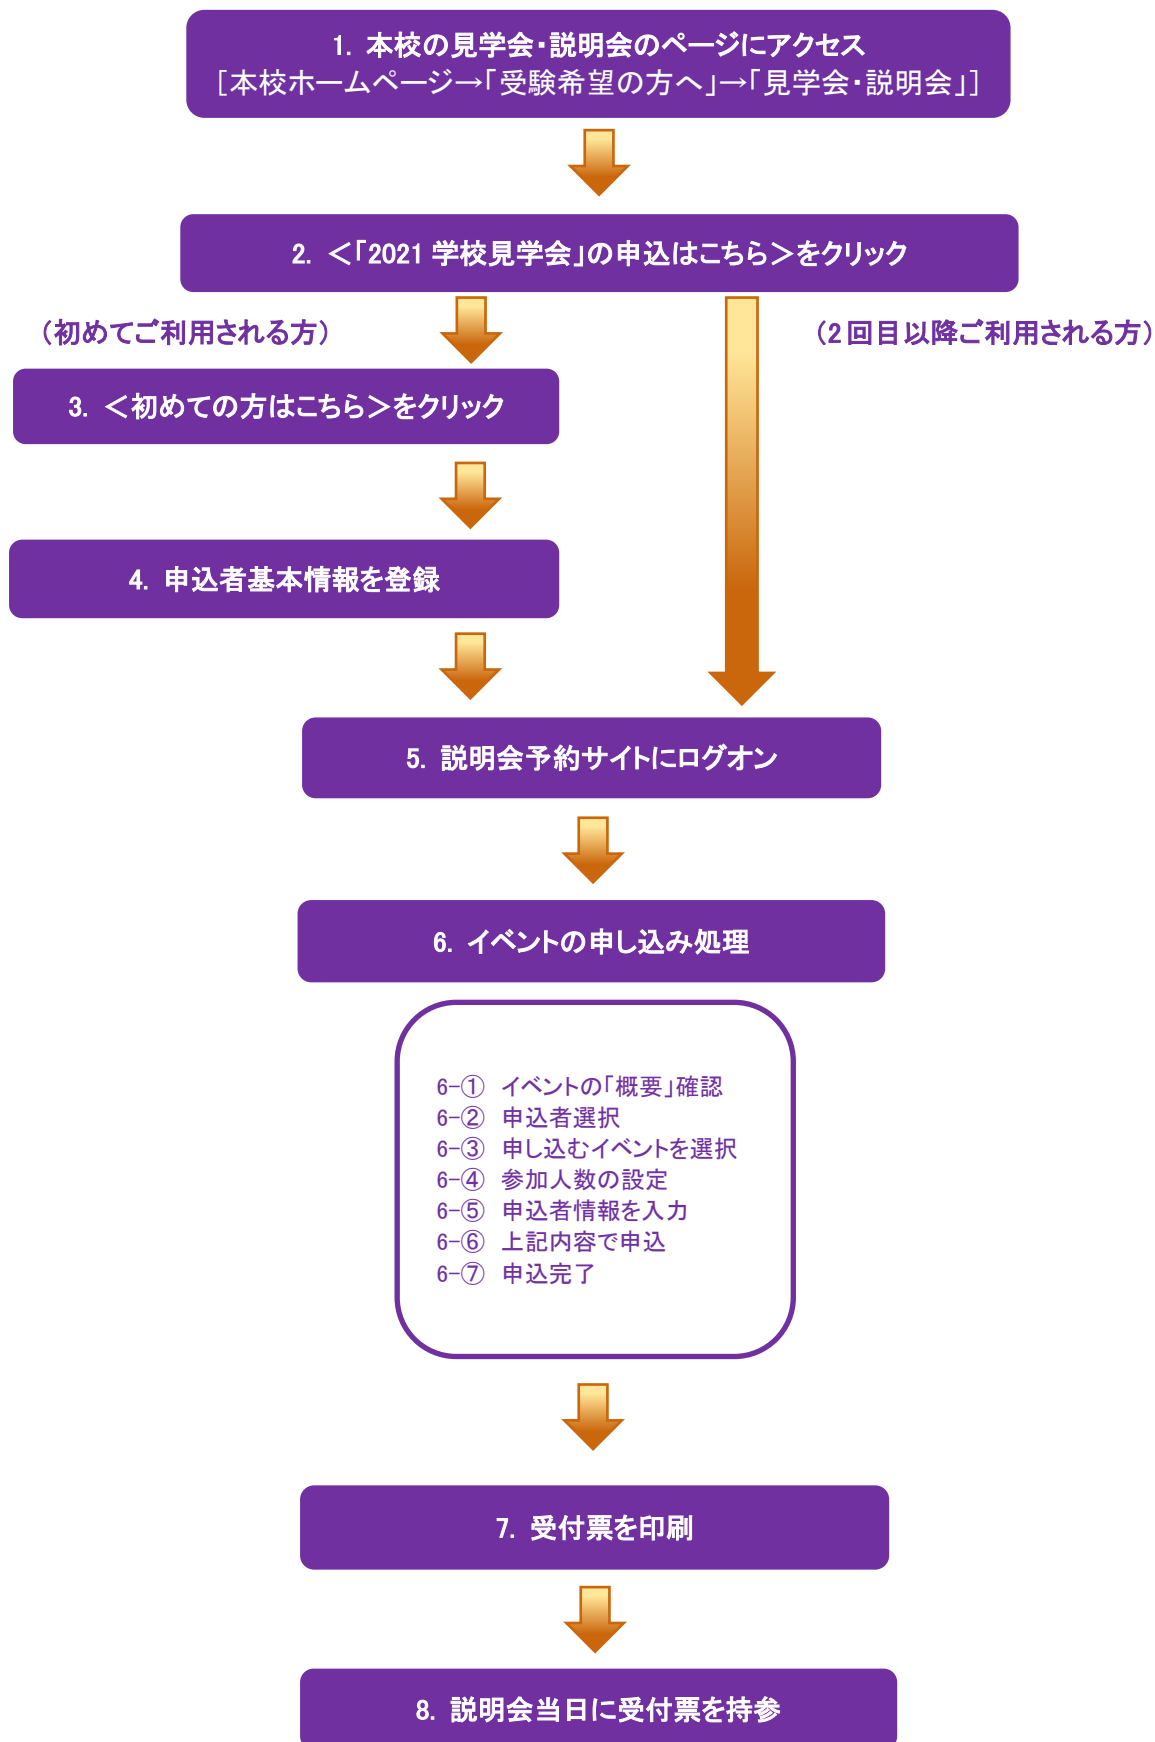 1. 本校の見学会・説明会のページにアクセス
[本校ホームページ→「受験希望の方へ」→「見学会・説明会」]
2. ＜「2021 学校見学会」の申込はこちら＞をクリック
（初めてご利用される方）
（2 回目以降ご利用される方）
3. ＜初めての方はこちら＞をクリック
4. 申込者基本情報を登録
5. 説明会予約サイトにログオン
6. イベントの申し込み処理
6-① イベントの「概要」確認
6-② 申込者選択
6-③ 申し込むイベントを選択
6-④ 参加人数の設定
6-⑤ 申込者情報を入力
6-⑥ 上記内容で申込
6-⑦ 申込完了
7. 受付票を印刷
8. 説明会当日に受付票を持参